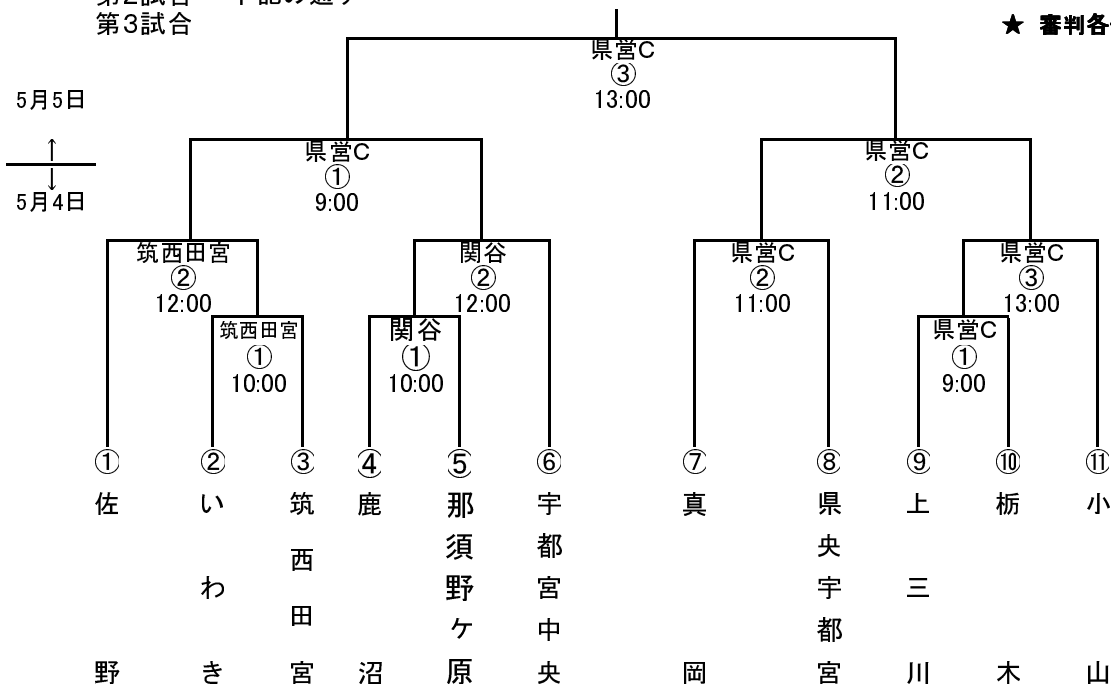 第3試合
★ 審判各
県営C
③
13:00
5月5日
↑
↓
5月4日
県営C
①
9:00
県営C
②
11:00
筑西田宮
②
12:00
関谷
②
12:00
県営C
②
11:00
県営C
③
13:00
筑西田宮
①
10:00
関谷
①
10:00
県営C
①
9:00
① ② ③ ④ ⑤ ⑥ ⑦ ⑧ ⑨ ⑩ ⑪
佐野
いわき
筑西田宮
鹿沼
那須野ケ原
宇都宮中央
真岡
県央宇都宮
上三川
栃木
小山